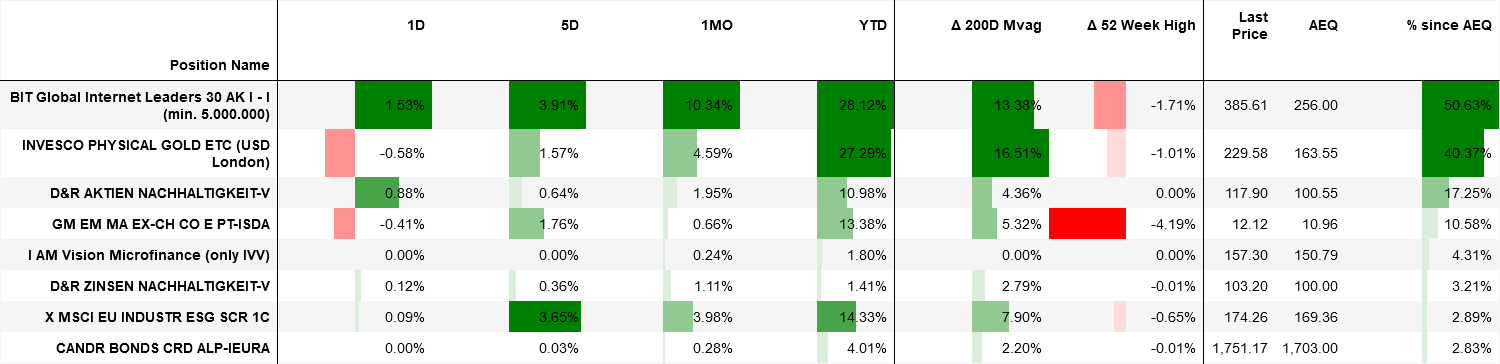 Position Name 1D 5D 1MO YTD Δ 200D Mvag Δ 52 Week High Last Price AEQ % since AEQ
BIT Global Internet Leaders 30 AK I - I
(min. 5.000.000) 1.53% 3.91% 10.34% 28.12% 13.38% -1.71% 385.61 256.00 50.63%
INVESCO PHYSICAL GOLD ETC (USD
London) -0.58% 1.57% 4.59% 27.29% 16.51% -1.01% 229.58 163.55 40.37%
D&R AKTIEN NACHHALTIGKEIT-V 0.88% 0.64% 1.95% 10.98% 4.36% 0.00% 117.90 100.55 17.25%
GM EM MA EX-CH CO E PT-ISDA -0.41% 1.76% 0.66% 13.38% 5.32% -4.19% 12.12 10.96 10.58%
I AM Vision Microfinance (only IVV) 0.00% 0.00% 0.24% 1.80% 0.00% 0.00% 157.30 150.79 4.31%
D&R ZINSEN NACHHALTIGKEIT-V 0.12% 0.36% 1.11% 1.41% 2.79% -0.01% 103.20 100.00 3.21%
X MSCI EU INDUSTR ESG SCR 1C 0.09% 3.65% 3.98% 14.33% 7.90% -0.65% 174.26 169.36 2.89%
CANDR BONDS CRD ALP-IEURA 0.00% 0.03% 0.28% 4.01% 2.20% -0.01% 1,751.17 1,703.00 2.83%